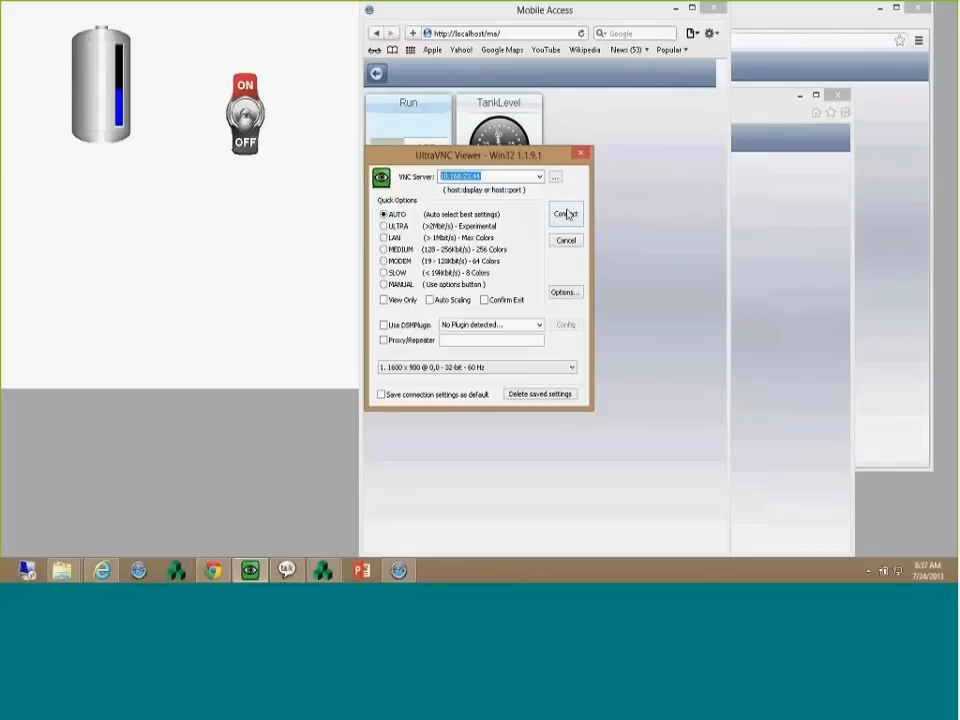 Mobile Access
http://localhost/ma/
Google
Apple Yahoo! Google Maps YouTube Wikipedia News (53) ▾ Popular ▾
ON
OFF
Run TankLevel
UltraVNC Viewer - Win32 1.1.9.1
VNC Server:
...
( host:display or host::port )
Quick Options
AUTO (Auto select best settings)
ULTRA (>2Mbit/s) - Experimental
LAN (> 1Mbit/s) - Max Colors
MEDIUM (128 - 256Kbit/s) - 256 Colors
MODEM (19 - 128Kbit/s) - 64 Colors
SLOW (< 19kKbit/s) - 8 Colors
MANUAL ( Use options button )
Connect
Cancel
Options...
View Only Auto Scaling Confirm Exit
Use DSMPlugin No Plugin detected... Config
Proxy/Repeater
1. 1600 x 900 @ 0,0 - 32-bit - 60 Hz
Save connection settings as default Delete saved settings
talk
8:37 AM
7/24/2013